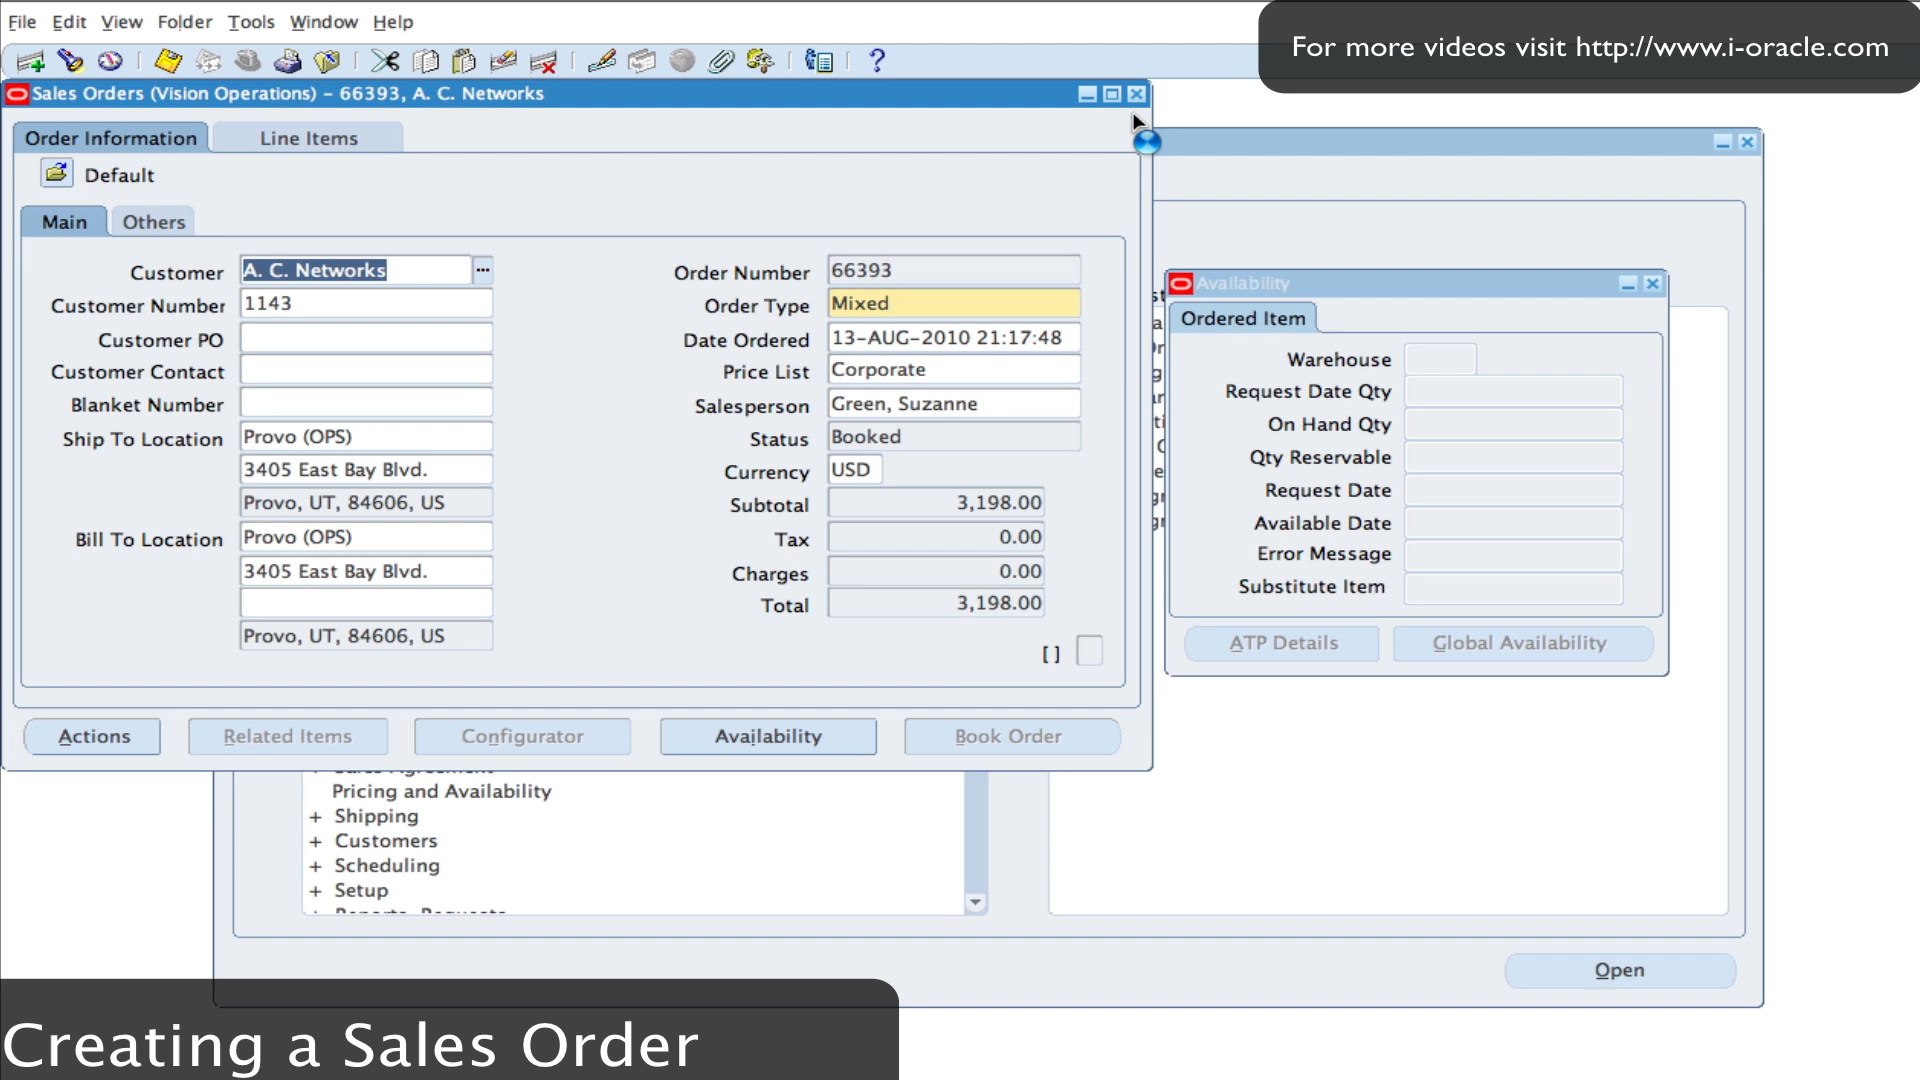 File Edit View Folder Tools Window Help
For more videos visit http://www.i-oracle.com
Sales Orders (Vision Operations) – 66393, A. C. Networks
Order Information Line Items
Default
Main Others
Customer A. C. Networks
Customer Number 1143
Customer PO
Customer Contact
Blanket Number
Ship To Location Provo (OPS)
3405 East Bay Blvd.
Provo, UT, 84606, US
Bill To Location Provo (OPS)
3405 East Bay Blvd.
Provo, UT, 84606, US
Order Number 66393
Order Type Mixed
Date Ordered 13-AUG-2010 21:17:48
Price List Corporate
Salesperson Green, Suzanne
Status Booked
Currency USD
Subtotal 3,198.00
Tax 0.00
Charges 0.00
Total 3,198.00
[ ]
Actions Related Items Configurator Availability Book Order
Availability
Ordered Item
Warehouse
Request Date Qty
On Hand Qty
Qty Reservable
Request Date
Available Date
Error Message
Substitute Item
ATP Details Global Availability
Pricing and Availability
+ Shipping
+ Customers
+ Scheduling
+ Setup
Open
Creating a Sales Order